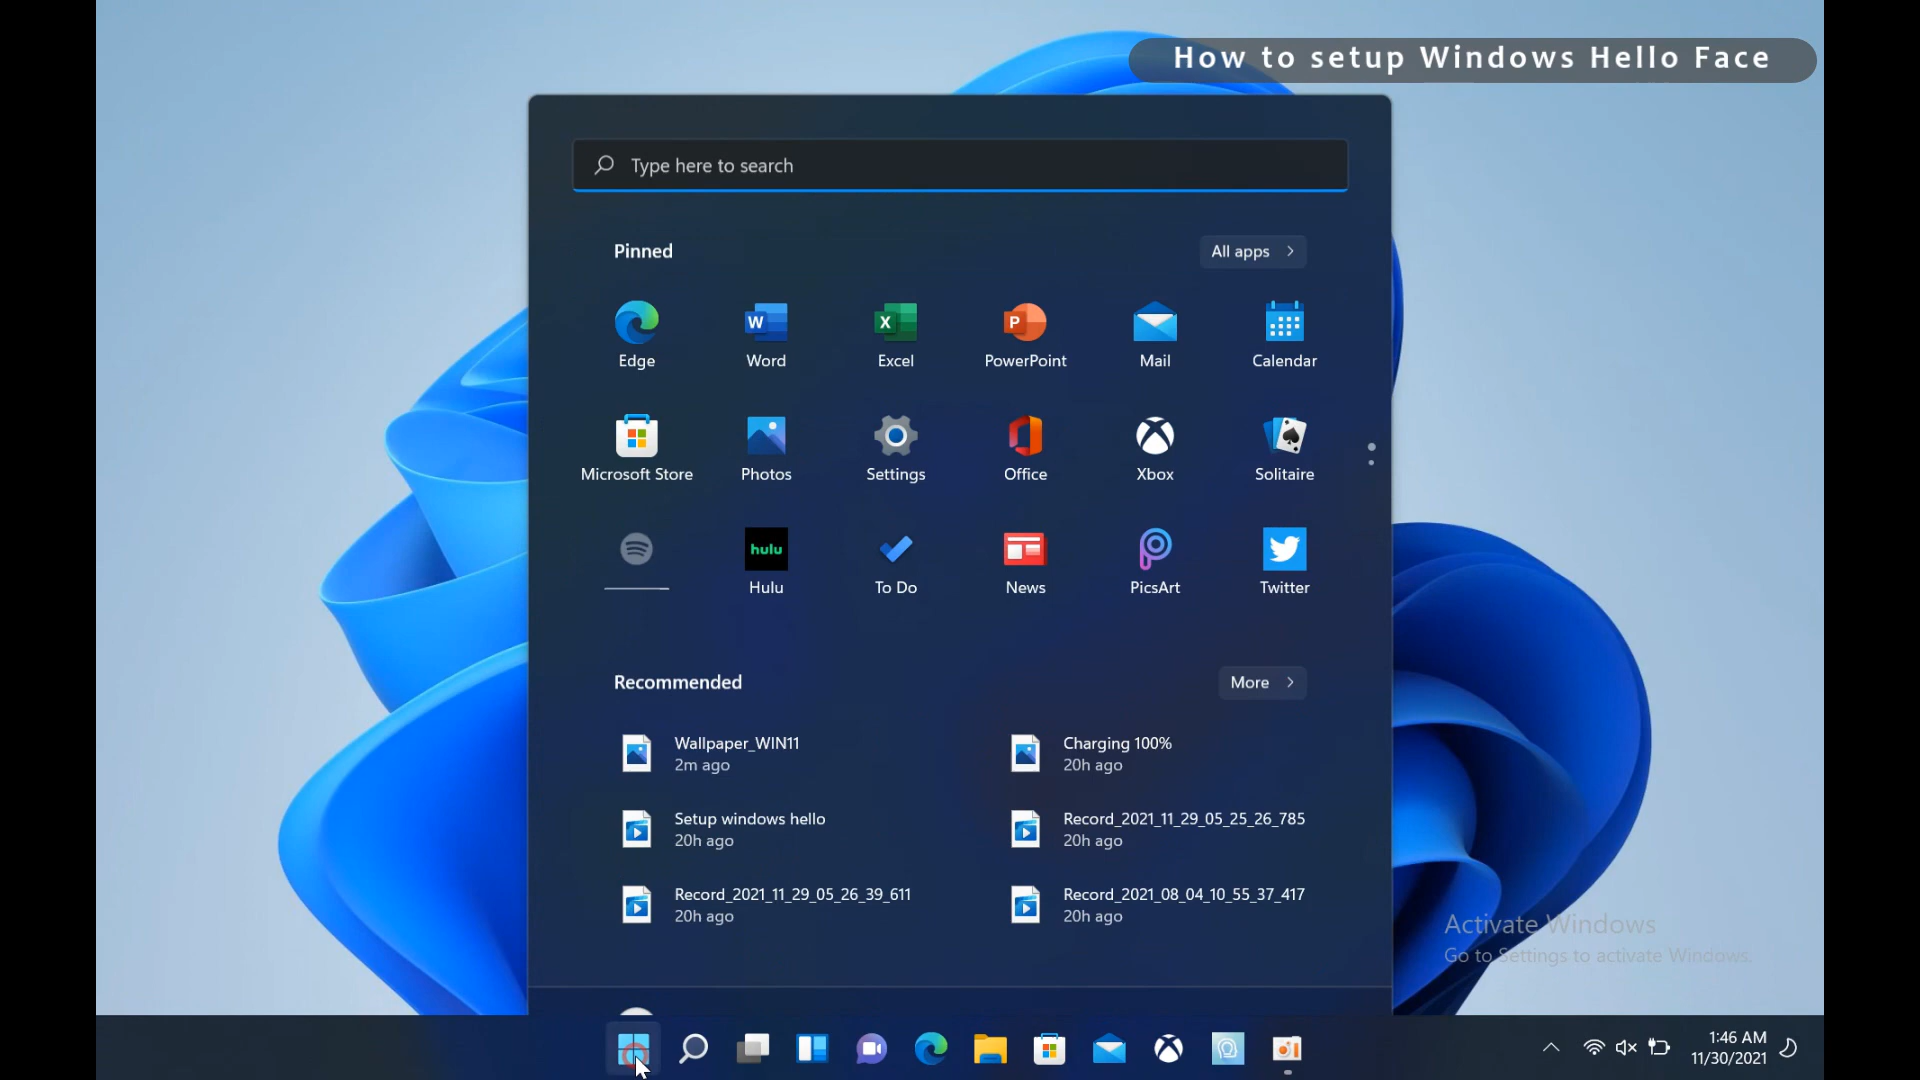 How to setup Windows Hello Face
Type here to search
Pinned
All apps
Edge
Word
Excel
PowerPoint
Mail
Calendar
Microsoft Store
Photos
Settings
Office
Xbox
Solitaire
hulu
Hulu
To Do
News
PicsArt
Twitter
Recommended
More
Wallpaper_WIN11
2m ago
Charging 100%
20h ago
Setup windows hello
20h ago
Record_2021_11_29_05_25_26_785
20h ago
Record_2021_11_29_05_26_39_611
20h ago
Record_2021_08_04_10_55_37_417
20h ago
Activate Windows
Go to Settings to activate Windows.
1:46 AM
11/30/2021